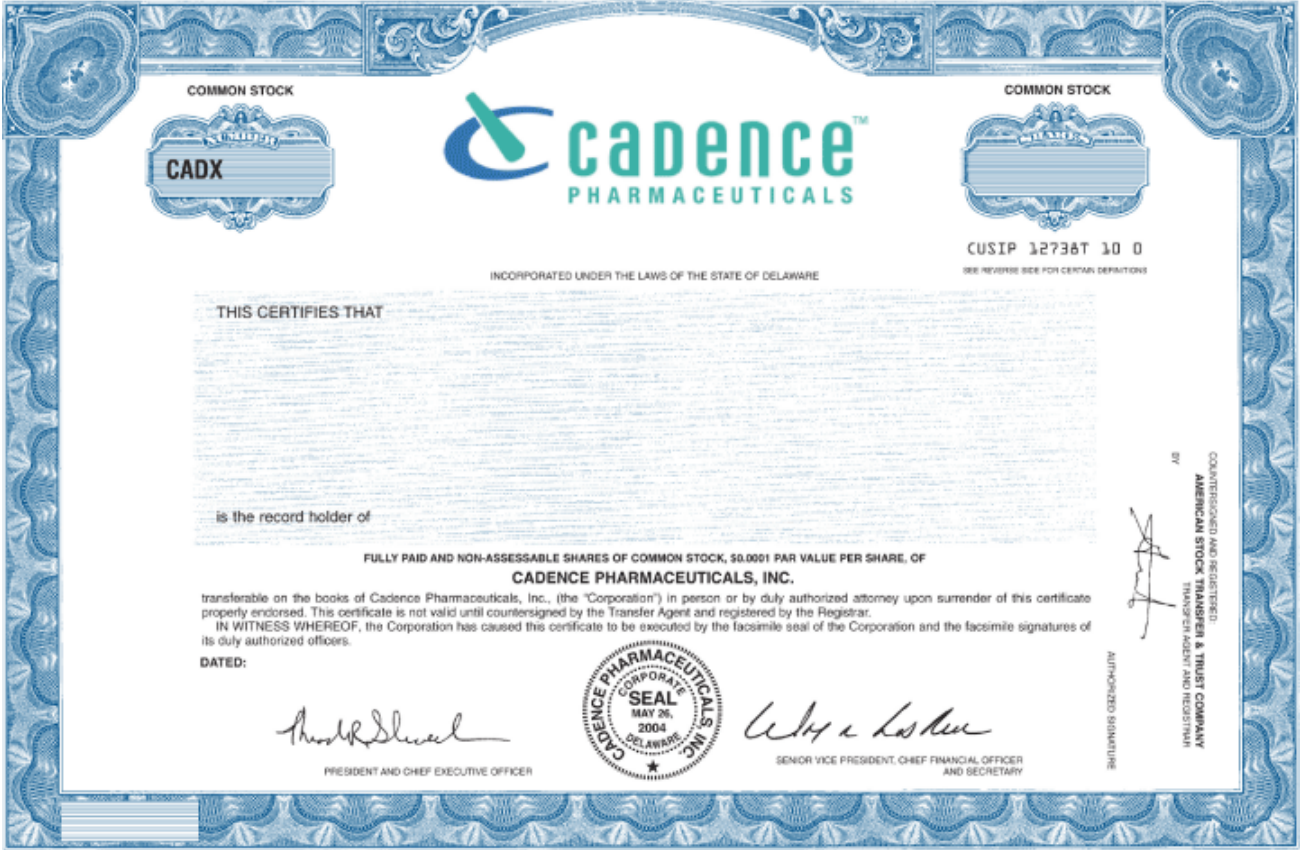 COMMON STOCK
NUMBER
CADX
cadence™
PHARMACEUTICALS
COMMON STOCK
SHARES
CUSIP 12738T 10 0
SEE REVERSE SIDE FOR CERTAIN DEFINITIONS
INCORPORATED UNDER THE LAWS OF THE STATE OF DELAWARE
THIS CERTIFIES THAT
is the record holder of
FULLY PAID AND NON-ASSESSABLE SHARES OF COMMON STOCK, $0.0001 PAR VALUE PER SHARE, OF
CADENCE PHARMACEUTICALS, INC.
transferable on the books of Cadence Pharmaceuticals, Inc., (the "Corporation") in person or by duly authorized attorney upon surrender of this certificate
properly endorsed. This certificate is not valid until countersigned by the Transfer Agent and registered by the Registrar.
IN WITNESS WHEREOF, the Corporation has caused this certificate to be executed by the facsimile seal of the Corporation and the facsimile signatures of
its duly authorized officers.
DATED:
CADENCE PHARMACEUTICALS, INC.
CORPORATE
SEAL
MAY 26,
2004
DELAWARE
PRESIDENT AND CHIEF EXECUTIVE OFFICER
SENIOR VICE PRESIDENT, CHIEF FINANCIAL OFFICER
AND SECRETARY
COUNTERSIGNED AND REGISTERED:
AMERICAN STOCK TRANSFER & TRUST COMPANY
TRANSFER AGENT AND REGISTRAR
BY
AUTHORIZED SIGNATURE